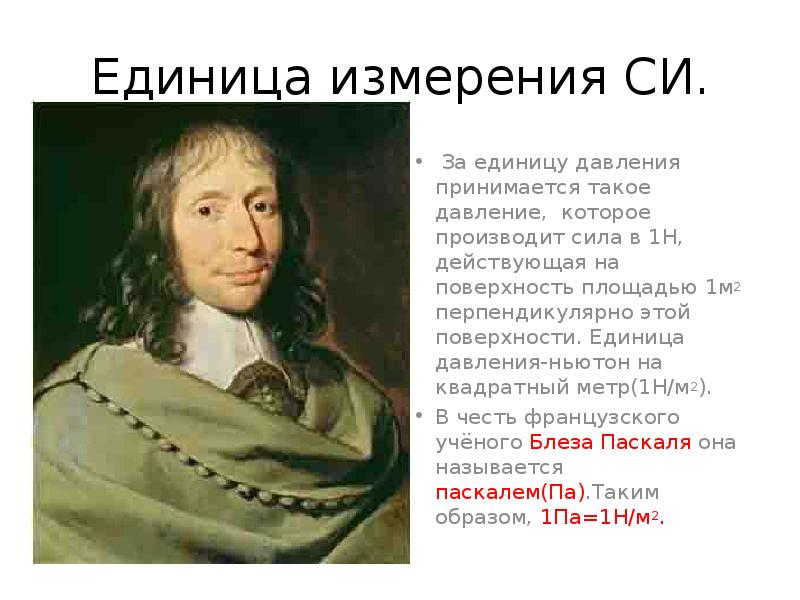 Единица измерения СИ.
• За единицу давления
принимается такое
давление, которое
производит сила в 1Н,
действующая на
поверхность площадью 1м²
перпендикулярно этой
поверхности. Единица
давления-ньютон на
квадратный метр(1Н/м²).
• В честь французского
учёного Блеза Паскаля она
называется
паскалем(Па).Таким
образом, 1Па=1Н/м².